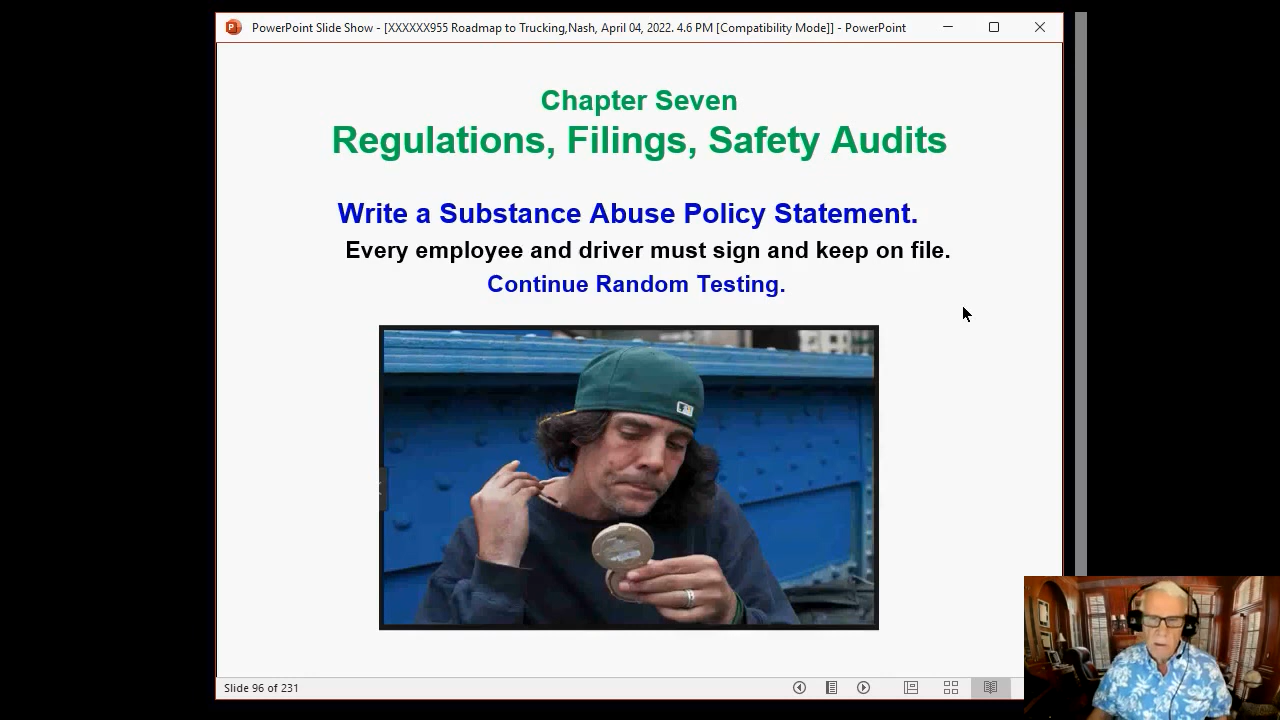 PowerPoint Slide Show - [XXXXXX955 Roadmap to Trucking,Nash, April 04, 2022. 4.6 PM [Compatibility Mode]] - PowerPoint
Chapter Seven
Regulations, Filings, Safety Audits
Write a Substance Abuse Policy Statement.
Every employee and driver must sign and keep on file.
Continue Random Testing.
Slide 96 of 231